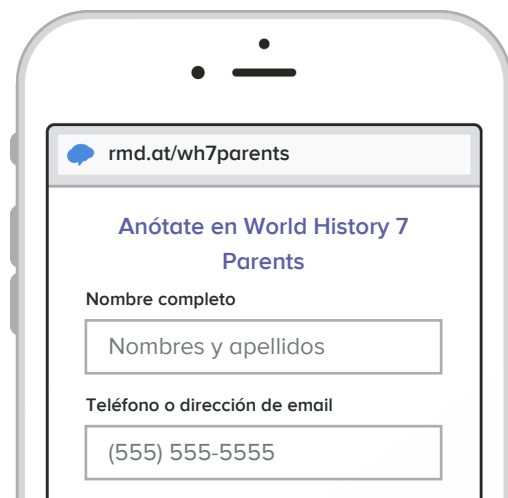 rmd.at/wh7parents
Anótate en World History 7
Parents
Nombre completo
Nombres y apellidos
Teléfono o dirección de email
(555) 555-5555